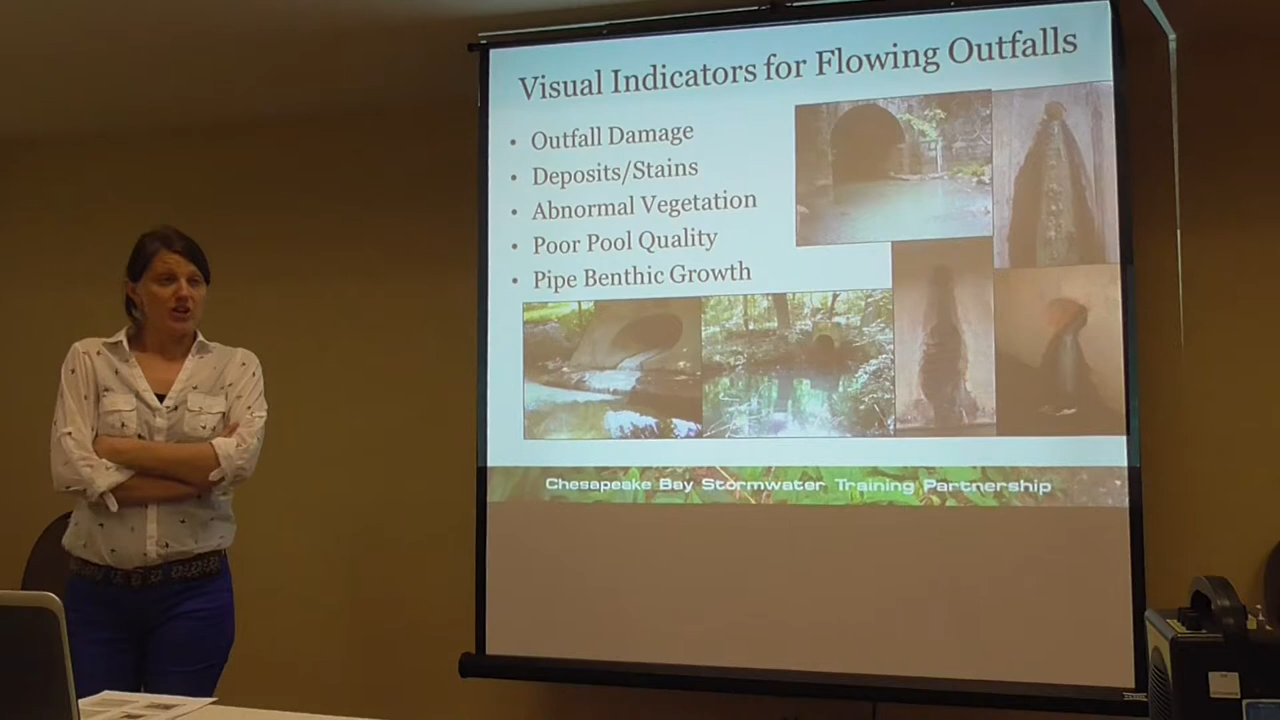 Visual Indicators for Flowing Outfalls
• Outfall Damage
• Deposits/Stains
• Abnormal Vegetation
• Poor Pool Quality
• Pipe Benthic Growth
Chesapeake Bay Stormwater Training Partnership